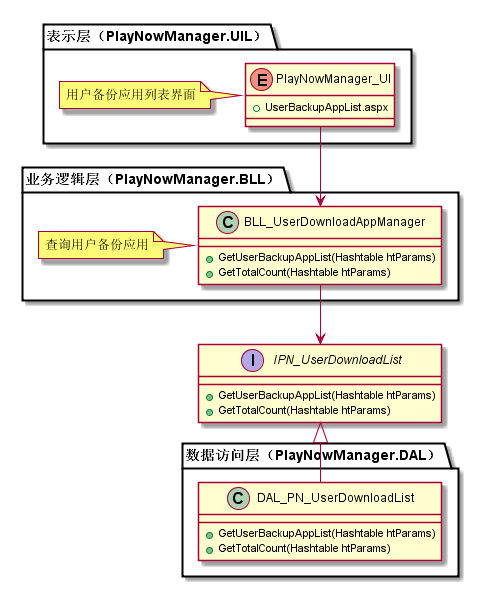 表示层（PlayNowManager.UIL）
E PlayNowManager_UI
用户备份应用列表界面
UserBackupAppList.aspx
业务逻辑层（PlayNowManager.BLL）
C BLL_UserDownloadAppManager
查询用户备份应用
GetUserBackupAppList(Hashtable htParams)
GetTotalCount(Hashtable htParams)
I IPN_UserDownloadList
GetUserBackupAppList(Hashtable htParams)
GetTotalCount(Hashtable htParams)
数据访问层（PlayNowManager.DAL）
C DAL_PN_UserDownloadList
GetUserBackupAppList(Hashtable htParams)
GetTotalCount(Hashtable htParams)